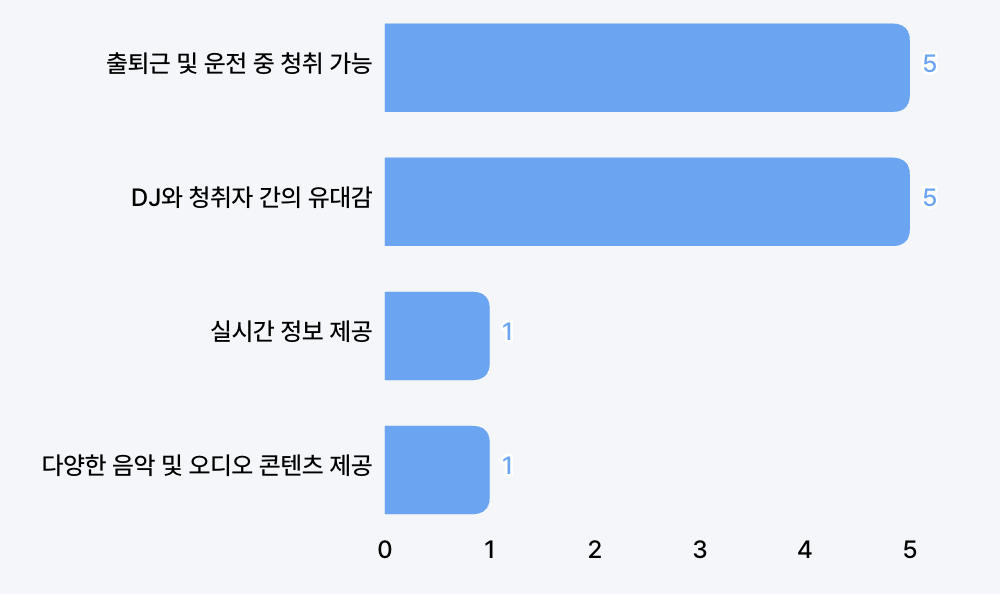 출퇴근 및 운전 중 청취 가능 5
DJ와 청취자 간의 유대감 5
실시간 정보 제공 1
다양한 음악 및 오디오 콘텐츠 제공 1
0 1 2 3 4 5